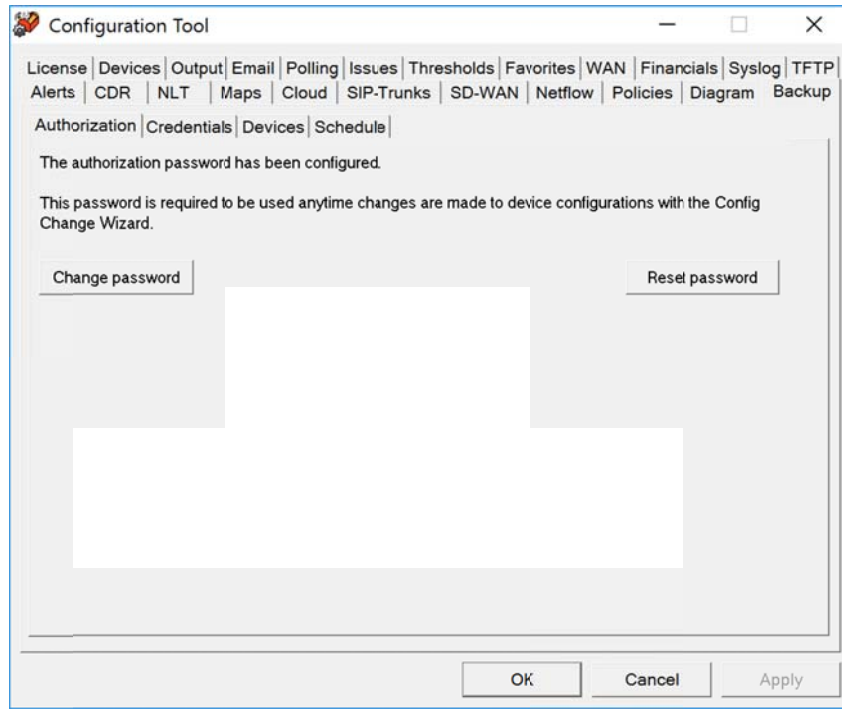 Configuration Tool
License Devices Output Email Polling Issues Thresholds Favorites WAN Financials Syslog TFTP
Alerts CDR NLT Maps Cloud SIP-Trunks SD-WAN Netflow Policies Diagram Backup
Authorization Credentials Devices Schedule
The authorization password has been configured.
This password is required to be used anytime changes are made to device configurations with the Config
Change Wizard.
Change password Reset password
OK Cancel Apply